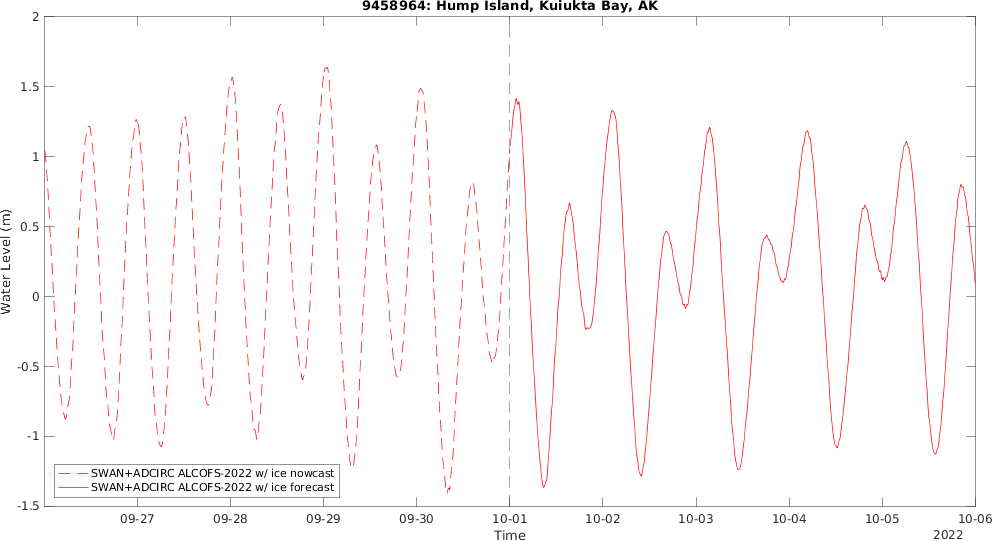 9458964: Hump Island, Kuiukta Bay, AK
2
1.5
1
0.5
0
-0.5
-1
-1.5
Water Level (m)
SWAN+ADCIRC ALCOFS-2022 w/ ice nowcast
SWAN+ADCIRC ALCOFS-2022 w/ ice forecast
09-27 09-28 09-29 09-30 10-01 10-02 10-03 10-04 10-05 10-06
Time
2022